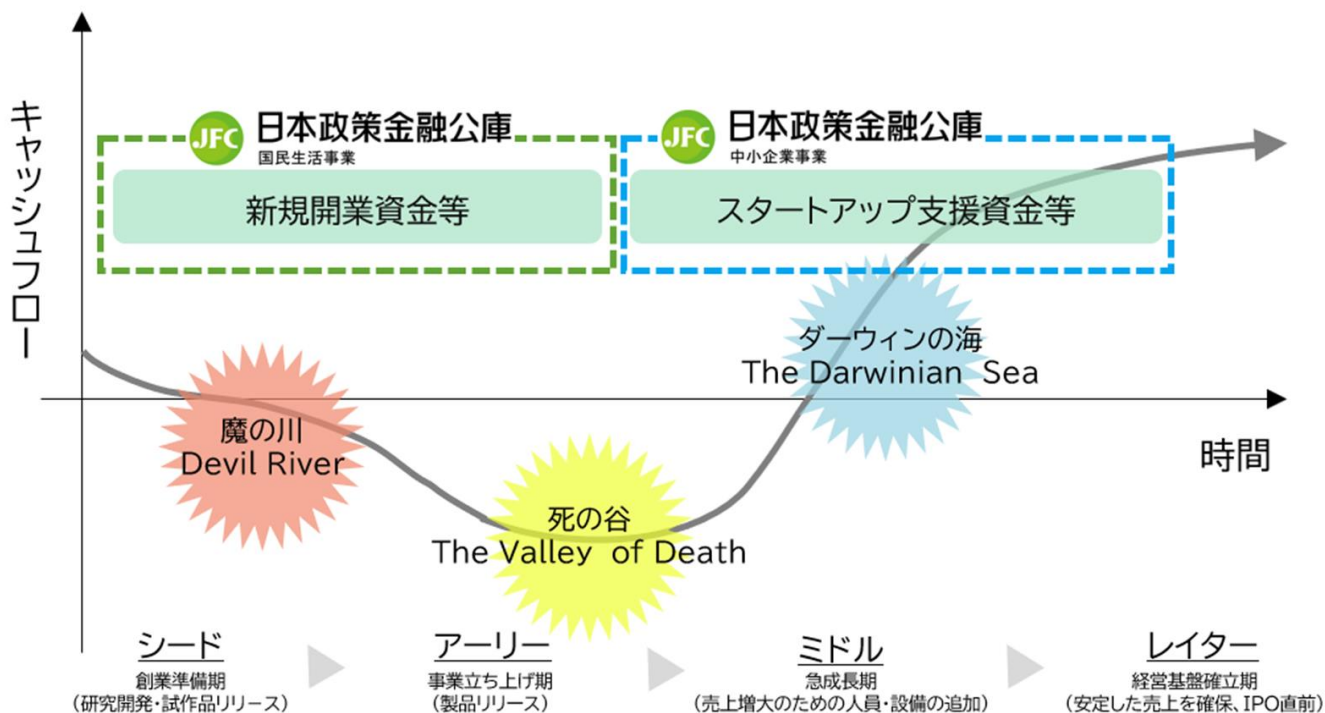 キャッシュフロー
JFC 日本政策金融公庫
国民生活事業
新規開業資金等
JFC 日本政策金融公庫
中小企業事業
スタートアップ支援資金等
魔の川
Devil River
死の谷
The Valley of Death
ダーウィンの海
The Darwinian Sea
時間
シード
創業準備期
(研究開発・試作品リリース)
アーリー
事業立ち上げ期
(製品リリース)
ミドル
急成長期
(売上増大のための人員・設備の追加)
レイター
経営基盤確立期
(安定した売上を確保、IPO直前)